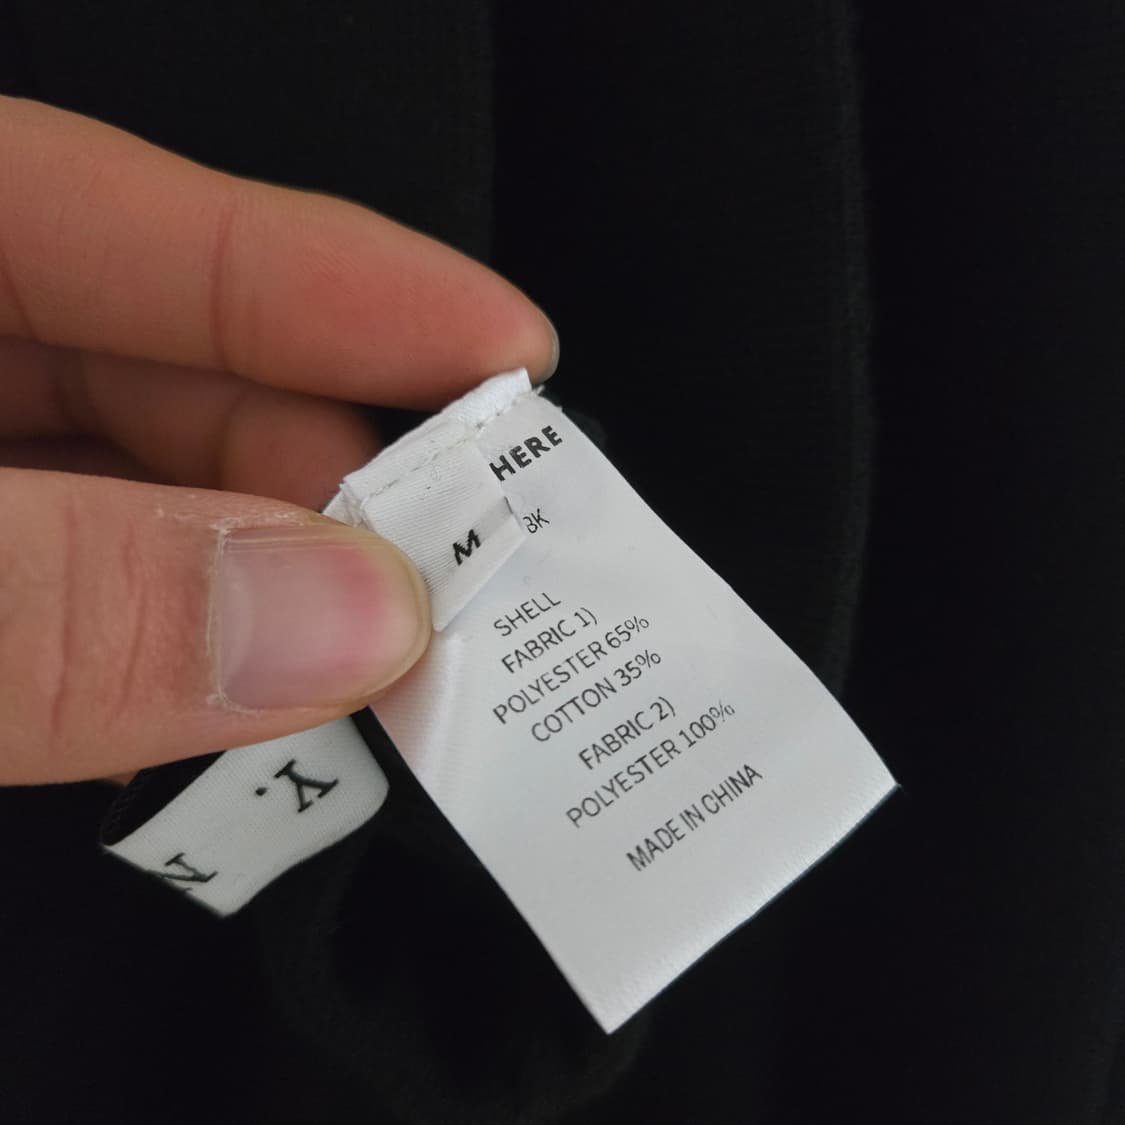 HERE
BK
M
SHELL
FABRIC 1)
POLYESTER 65%
COTTON 35%
FABRIC 2)
POLYESTER 100%
MADE IN CHINA
N Y.